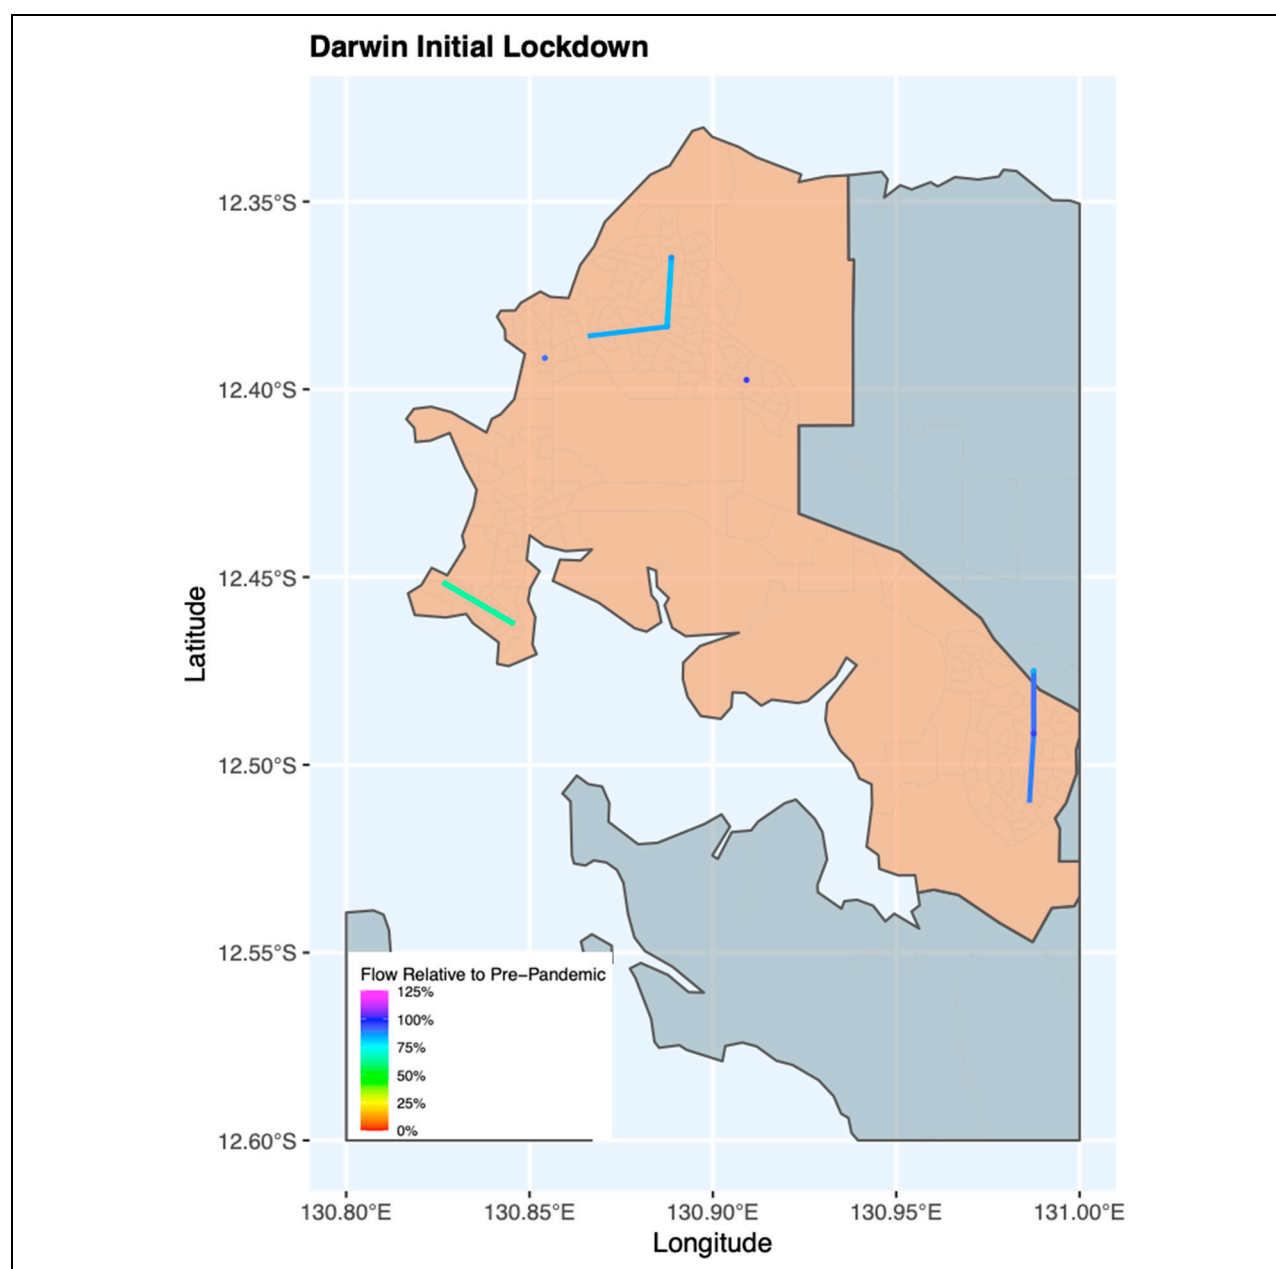 Darwin Initial Lockdown
12.35°S
12.40°S
12.45°S
12.50°S
12.55°S
12.60°S
Latitude
Flow Relative to Pre–Pandemic
125%
100%
75%
50%
25%
0%
130.80°E 130.85°E 130.90°E 130.95°E 131.00°E
Longitude